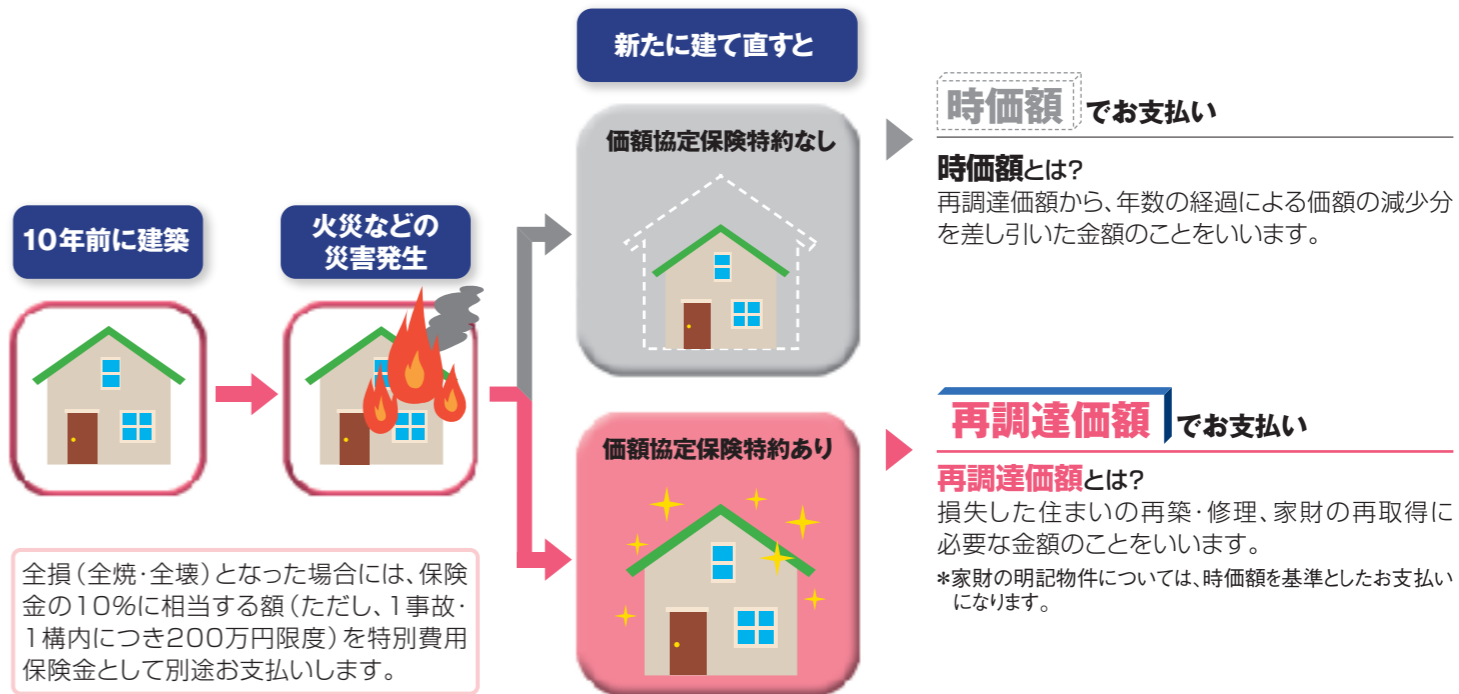 10年前に建築
火災などの
災害発生
全損(全焼・全壊)となった場合には、保険
金の10%に相当する額(ただし、1事故・
1構内につき200万円限度)を特別費用
保険金として別途お支払いします。
新たに建て直すと
価額協定保険特約なし
時価額 でお支払い
時価額とは?
再調達価額から、年数の経過による価額の減少分
を差し引いた金額のことをいいます。
価額協定保険特約あり
再調達価額 でお支払い
再調達価額とは?
損失した住まいの再築・修理、家財の再取得に
必要な金額のことをいいます。
*家財の明記物件については、時価額を基準としたお支払い
になります。